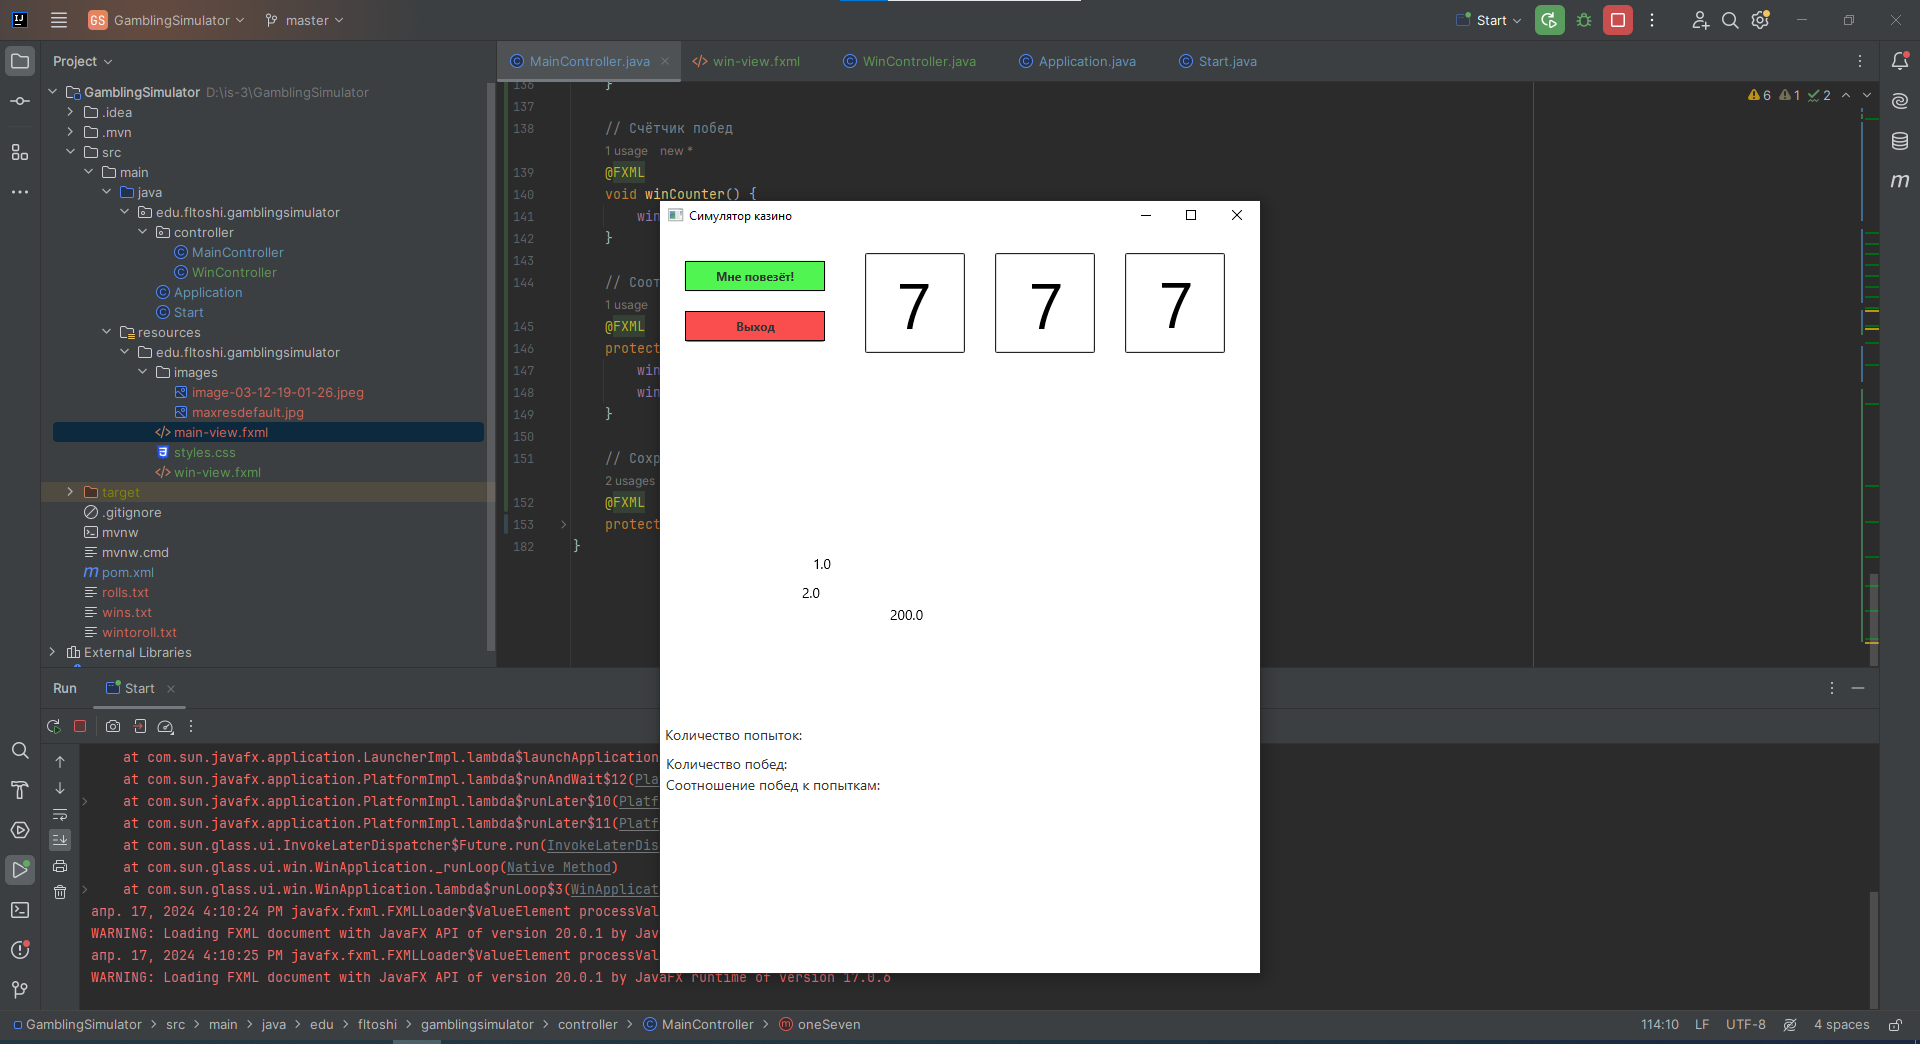 GS GamblingSimulator master Start
Project
MainController.java win-view.fxml WinController.java Application.java Start.java
GamblingSimulator D:\is-3\GamblingSimulator
.idea
.mvn
src
main
java
edu.fltoshi.gamblingsimulator
controller
MainController
WinController
Application
Start
resources
edu.fltoshi.gamblingsimulator
images
image-03-12-19-01-26.jpeg
maxresdefault.jpg
main-view.fxml
styles.css
win-view.fxml
target
.gitignore
mvnw
mvnw.cmd
pom.xml
rolls.txt
wins.txt
wintoroll.txt
External Libraries
6 1 2
136 }
137
138 // Счётчик побед
1 usage new *
139 @FXML
140 void winCounter() {
141 win
142 }
143
144 // Соот
1 usage
145 @FXML
146 protect
147 win
148 win
149 }
150
151 // Сохр
2 usages
152 @FXML
153 protect
182 }
Симулятор казино
Мне повезёт!
Выход
7 7 7
1.0
2.0
200.0
Количество попыток:
Количество побед:
Соотношение побед к попыткам:
Run Start
at com.sun.javafx.application.LauncherImpl.lambda$launchApplication
at com.sun.javafx.application.PlatformImpl.lambda$runAndWait$12(Pla
at com.sun.javafx.application.PlatformImpl.lambda$runLater$10(Platf
at com.sun.javafx.application.PlatformImpl.lambda$runLater$11(Platf
at com.sun.glass.ui.InvokeLaterDispatcher$Future.run(InvokeLaterDis
at com.sun.glass.ui.win.WinApplication._runLoop(Native Method)
at com.sun.glass.ui.win.WinApplication.lambda$runLoop$3(WinApplicat
апр. 17, 2024 4:10:24 PM javafx.fxml.FXMLLoader$ValueElement processVal
WARNING: Loading FXML document with JavaFX API of version 20.0.1 by Jav
апр. 17, 2024 4:10:25 PM javafx.fxml.FXMLLoader$ValueElement processVal
WARNING: Loading FXML document with JavaFX API of version 20.0.1 by JavaFX runtime of version 17.0.6
GamblingSimulator > src > main > java > edu > fltoshi > gamblingsimulator > controller > MainController > oneSeven
114:10 LF UTF-8 4 spaces